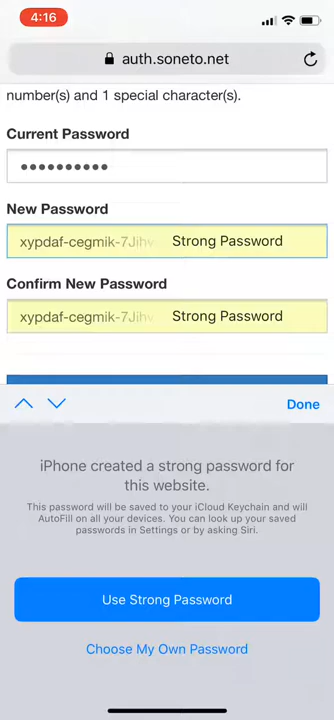 4:16
auth.soneto.net
number(s) and 1 special character(s).
Current Password
New Password
xypdaf-cegmik-7Jihv Strong Password
Confirm New Password
xypdaf-cegmik-7Jihv Strong Password
Done
iPhone created a strong password for
this website.
This password will be saved to your iCloud Keychain and will
AutoFill on all your devices. You can look up your saved
passwords in Settings or by asking Siri.
Use Strong Password
Choose My Own Password